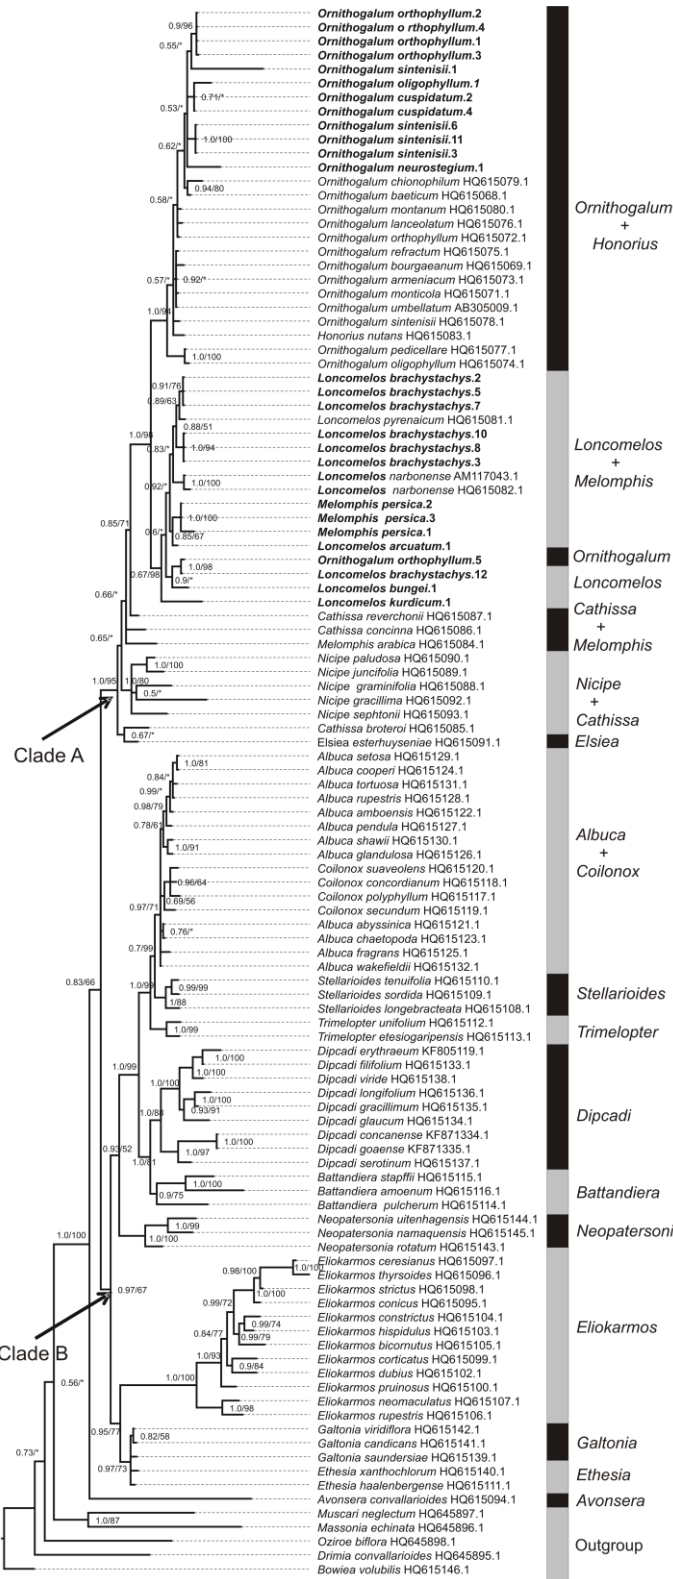 Ornithogalum orthophyllum.2
0.9/96
Ornithogalum o rthophyllum.4
Ornithogalum orthophyllum.1
0.55/*
Ornithogalum orthophyllum.3
Ornithogalum sintenisii.1
Ornithogalum oligophyllum.1
0.71/*
Ornithogalum cuspidatum.2
0.53/*
Ornithogalum cuspidatum.4
Ornithogalum sintenisii.6
1.0/100
Ornithogalum sintenisii.11
0.62/*
Ornithogalum sintenisii.3
Ornithogalum neurostegium.1
Ornithogalum chionophilum HQ615079.1
0.94/80
Ornithogalum baeticum HQ615068.1
0.58/*
Ornithogalum montanum HQ615080.1
Ornithogalum lanceolatum HQ615076.1
Ornithogalum orthophyllum HQ615072.1
Ornithogalum refractum HQ615075.1
Ornithogalum bourgaeanum HQ615069.1
0.57/*
0.92/*
Ornithogalum armeniacum HQ615073.1
Ornithogalum monticola HQ615071.1
Ornithogalum umbellatum AB305009.1
1.0/94
Ornithogalum sintenisii HQ615078.1
Honorius nutans HQ615083.1
Ornithogalum pedicellare HQ615077.1
1.0/100
Ornithogalum oligophyllum HQ615074.1
Ornithogalum
+
Honorius
Loncomelos brachystachys.2
0.91/76
Loncomelos brachystachys.5
0.89/63
Loncomelos brachystachys.7
Loncomelos pyrenaicum HQ615081.1
0.88/51
Loncomelos brachystachys.10
1.0/98
1.0/94
Loncomelos brachystachys.8
0.83/*
Loncomelos brachystachys.3
Loncomelos narbonense AM117043.1
1.0/100
0.92/*
Loncomelos narbonense HQ615082.1
Melomphis persica.2
1.0/100
Melomphis persica.3
0.85/71
0.6/*
Melomphis persica.1
0.85/67
Loncomelos arcuatum.1
Loncomelos
+
Melomphis
Ornithogalum orthophyllum.5
Ornithogalum
1.0/98
0.67/98
Loncomelos brachystachys.12
0.9/*
Loncomelos bungei.1
Loncomelos
0.66/*
Loncomelos kurdicum.1
Cathissa reverchonii HQ615087.1
Cathissa concinna HQ615086.1
0.65/*
Melomphis arabica HQ615084.1
Cathissa
+
Melomphis
Nicipe paludosa HQ615090.1
1.0/100
Nicipe juncifolia HQ615089.1
1.0/95
1.0/80
Nicipe graminifolia HQ615088.1
0.5/*
Nicipe gracillima HQ615092.1
Nicipe sephtonii HQ615093.1
Cathissa broteroi HQ615085.1
Nicipe
+
Cathissa
0.67/*
Elsiea esterhuyseniae HQ615091.1
Elsiea
Clade A
Albuca setosa HQ615129.1
1.0/81
Albuca cooperi HQ615124.1
0.84/*
Albuca tortuosa HQ615131.1
0.99/*
Albuca rupestris HQ615128.1
0.98/79
Albuca amboensis HQ615122.1
0.78/61
Albuca pendula HQ615127.1
Albuca shawii HQ615130.1
1.0/91
Albuca glandulosa HQ615126.1
Coilonox suaveolens HQ615120.1
0.96/64
Coilonox concordianum HQ615118.1
Coilonox polyphyllum HQ615117.1
0.69/56
0.97/71
Coilonox secundum HQ615119.1
Albuca abyssinica HQ615121.1
0.76/*
Albuca chaetopoda HQ615123.1
0.7/99
Albuca fragrans HQ615125.1
Albuca wakefieldii HQ615132.1
Albuca
+
Coilonox
0.83/66
Stellarioides tenuifolia HQ615110.1
1.0/99
0.99/99
Stellarioides sordida HQ615109.1
1/88
Stellarioides longebracteata HQ615108.1
Stellarioides
Trimelopter unifolium HQ615112.1
1.0/99
Trimelopter etesiogaripensis HQ615113.1
Trimelopter
Dipcadi erythraeum KF805119.1
1.0/100
Dipcadi filifolium HQ615133.1
1.0/99
1.0/100
1.0/100
Dipcadi viride HQ615138.1
Dipcadi longifolium HQ615136.1
1.0/100
Dipcadi gracillimum HQ615135.1
0.93/91
1.0/88
Dipcadi glaucum HQ615134.1
Dipcadi concanense KF871334.1
1.0/100
0.93/52
Dipcadi goaense KF871335.1
1.0/97
1.0/81
Dipcadi serotinum HQ615137.1
Dipcadi
Battandiera stapffii HQ615115.1
1.0/100
Battandiera amoenum HQ615116.1
0.9/75
Battandiera pulcherum HQ615114.1
Battandiera
Neopatersonia uitenhagensis HQ615144.1
1.0/99
Neopatersonia namaquensis HQ615145.1
1.0/100
1.0/100
Neopatersonia rotatum HQ615143.1
Neopatersoni
Eliokarmos ceresianus HQ615097.1
0.98/100
1.0/100
Eliokarmos thyrsoides HQ615096.1
0.97/67
Eliokarmos strictus HQ615098.1
1.0/100
0.99/72
Eliokarmos conicus HQ615095.1
Eliokarmos constrictus HQ615104.1
0.99/74
Eliokarmos hispidulus HQ615103.1
0.84/77
0.99/79
Eliokarmos bicornutus HQ615105.1
Clade B
1.0/93
Eliokarmos corticatus HQ615099.1
0.9/84
Eliokarmos dubius HQ615102.1
0.56/*
1.0/100
Eliokarmos pruinosus HQ615100.1
Eliokarmos neomaculatus HQ615107.1
1.0/98
Eliokarmos rupestris HQ615106.1
Eliokarmos
0.95/77
Galtonia viridiflora HQ615142.1
0.82/58
Galtonia candicans HQ615141.1
0.73/*
Galtonia saundersiae HQ615139.1
Galtonia
0.97/73
Ethesia xanthochlorum HQ615140.1
Ethesia haalenbergense HQ615111.1
Ethesia
Avonsera convallarioides HQ615094.1
Avonsera
Muscari neglectum HQ645897.1
1.0/87
Massonia echinata HQ645896.1
Oziroe biflora HQ645898.1
Drimia convallarioides HQ645895.1
Bowiea volubilis HQ615146.1
Outgroup